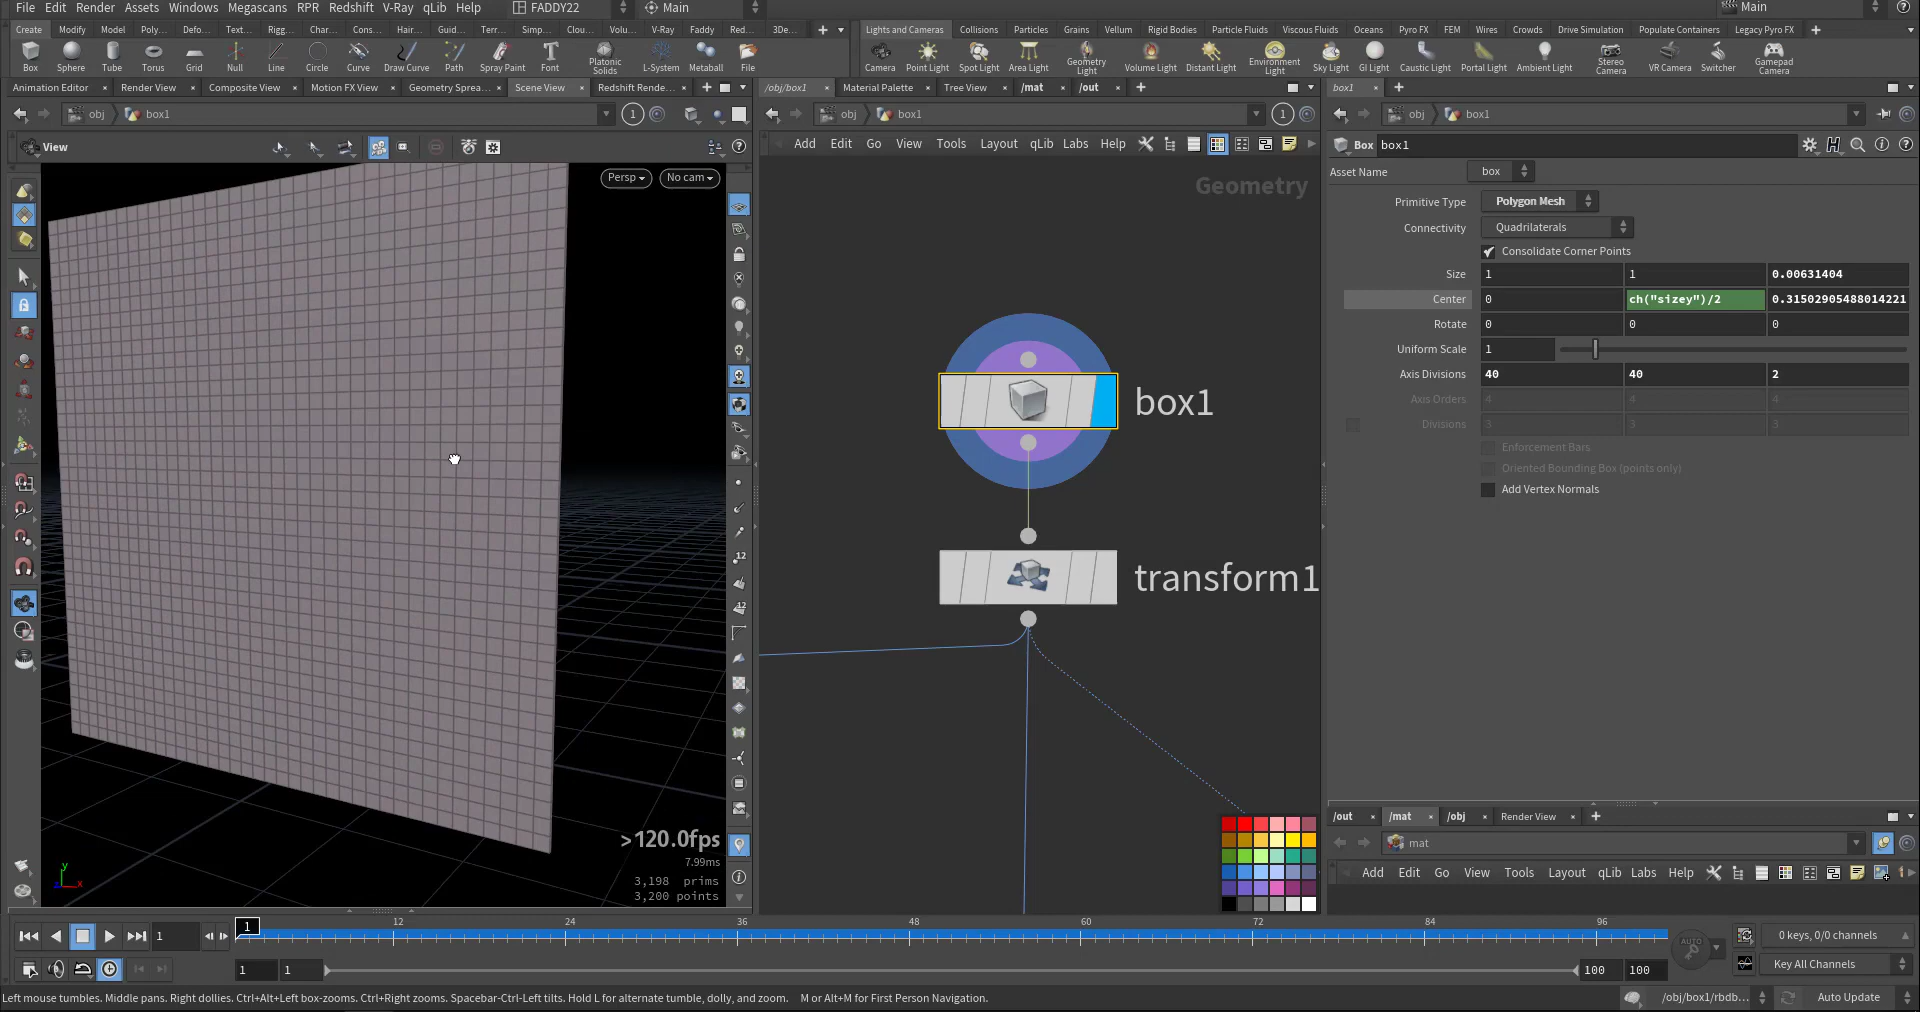 File Edit Render Assets Windows Megascans RPR Redshift V-Ray qLib Help FADDY22 Main Main
Create Modify Model Poly... Defo... Text... Rigg... Char... Cons... Hair... Guid... Terr... Simp... Clou... Volu... V-Ray Faddy Red... 3De...
Lights and Cameras Collisions Particles Grains Vellum Rigid Bodies Particle Fluids Viscous Fluids Oceans Pyro FX FEM Wires Crowds Drive Simulation Populate Containers Legacy Pyro FX
Box Sphere Tube Torus Grid Null Line Circle Curve Draw Curve Path Spray Paint Font Platonic Solids L-System Metaball File
Camera Point Light Spot Light Area Light Geometry Light Volume Light Distant Light Environment Light Sky Light GI Light Caustic Light Portal Light Ambient Light Stereo Camera VR Camera Switcher Gamepad Camera
Animation Editor Render View Composite View Motion FX View Geometry Sprea... Scene View Redshift Rende...
/obj/box1 Material Palette Tree View /mat /out
box1
obj box1 1
obj box1 1
obj box1
View
Add Edit Go View Tools Layout qLib Labs Help
Box box1
Asset Name box
Persp No cam
Geometry
Primitive Type Polygon Mesh
Connectivity Quadrilaterals
Consolidate Corner Points
Size 1 1 0.00631404
Center 0 ch("sizey")/2 0.31502905488014221
Rotate 0 0 0
Uniform Scale 1
Axis Divisions 40 40 2
Axis Orders 4 4 4
Divisions 3 3 3
Enforcement Bars
Oriented Bounding Box (points only)
Add Vertex Normals
box1
transform1
12
12
>120.0fps
7.99ms
3,198 prims
3,200 points
y
z x
/out /mat /obj Render View
mat
Add Edit Go View Tools Layout qLib Labs Help
1 1 12 24 36 48 60 72 84 96
AUTO
0 keys, 0/0 channels
1 1 100 100
Key All Channels
Left mouse tumbles. Middle pans. Right dollies. Ctrl+Alt+Left box-zooms. Ctrl+Right zooms. Spacebar-Ctrl-Left tilts. Hold L for alternate tumble, dolly, and zoom. M or Alt+M for First Person Navigation.
/obj/box1/rbdb... Auto Update